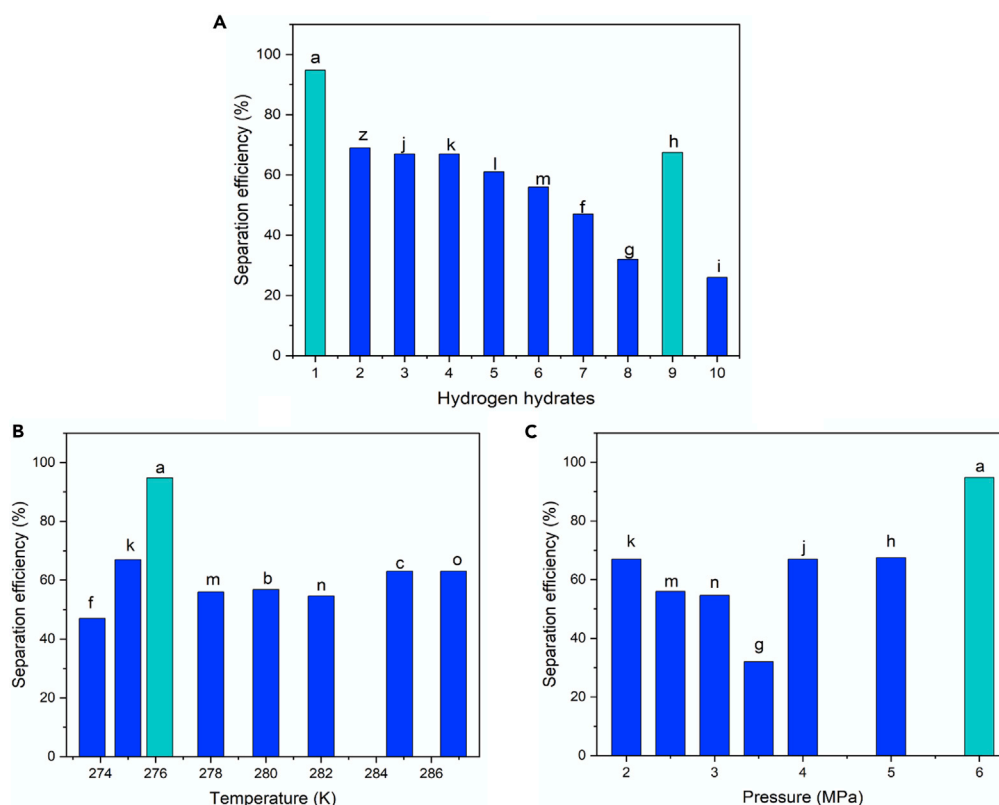 A
Separation efficiency (%)
100
80
60
40
20
0
a
z
j
k
l
m
f
g
h
i
1 2 3 4 5 6 7 8 9 10
Hydrogen hydrates
B
Separation efficiency (%)
100
80
60
40
20
0
f
k
a
m
b
n
c
o
274 276 278 280 282 284 286
Temperature (K)
C
Separation efficiency (%)
100
80
60
40
20
0
k
m
n
g
j
h
a
2 3 4 5 6
Pressure (MPa)